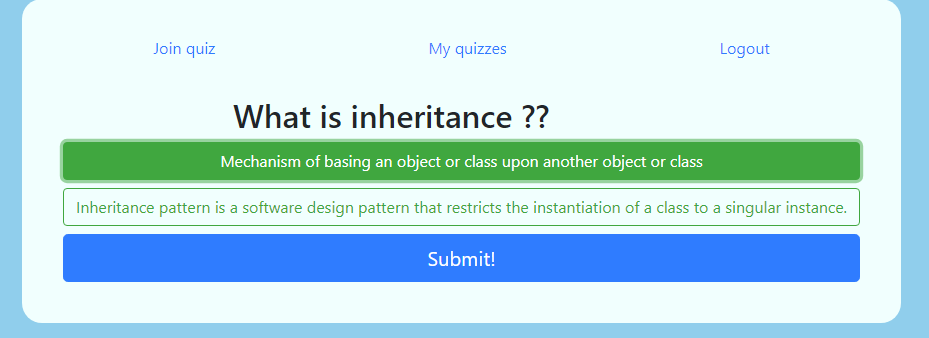 Join quiz My quizzes Logout
What is inheritance ??
Mechanism of basing an object or class upon another object or class
Inheritance pattern is a software design pattern that restricts the instantiation of a class to a singular instance.
Submit!